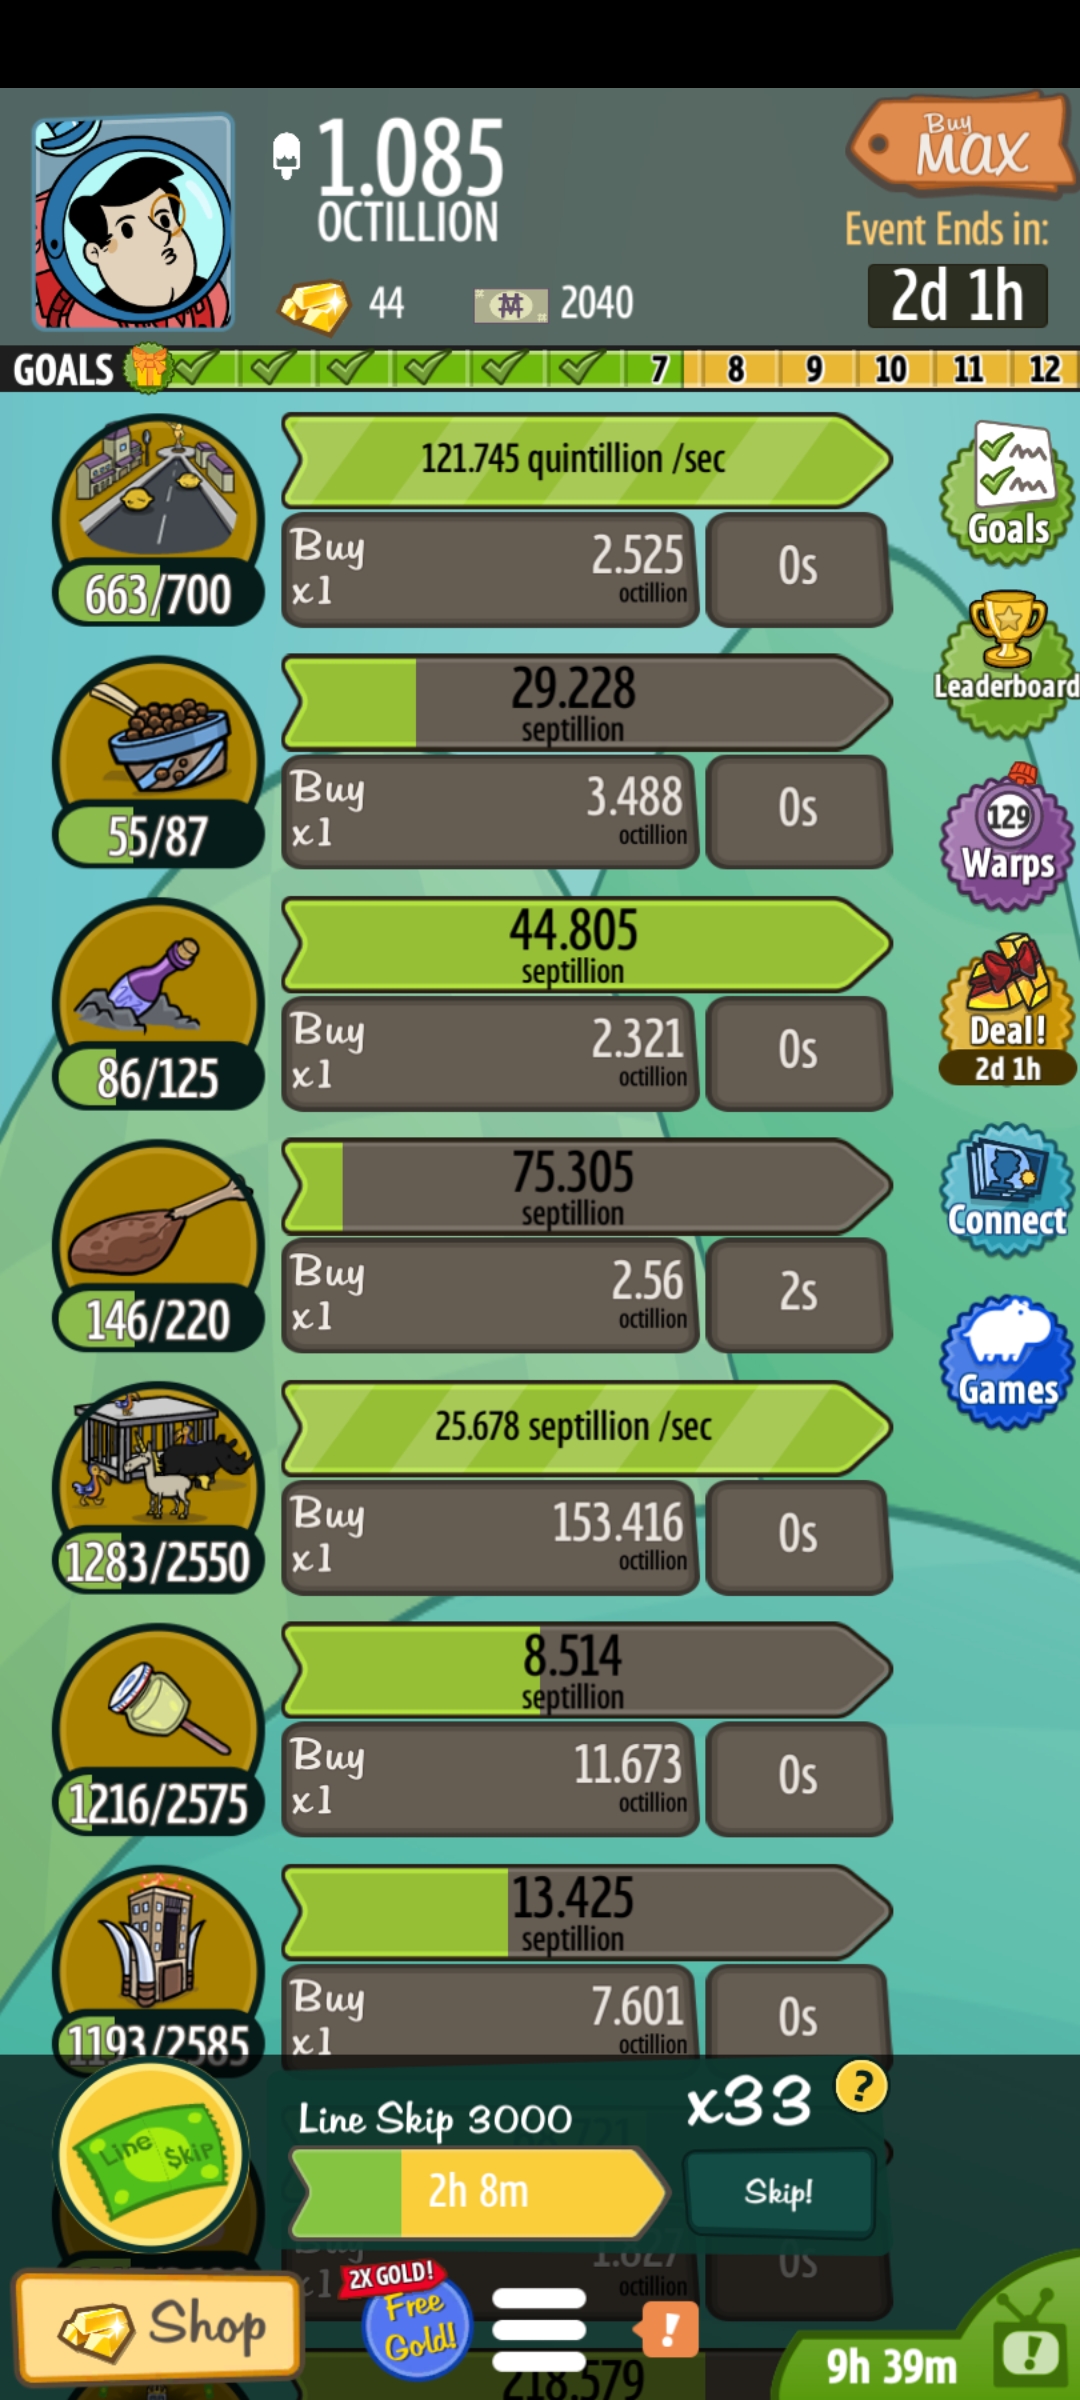 1.085
OCTILLION
Buy
MAX
Event Ends in:
2d 1h
44
2040
GOALS 7 8 9 10 11 12
121.745 quintillion /sec
663/700
Buy
x1
2.525
octillion
0s
29.228
septillion
55/87
Buy
x1
3.488
octillion
0s
44.805
septillion
86/125
Buy
x1
2.321
octillion
0s
75.305
septillion
146/220
Buy
x1
2.56
octillion
2s
25.678 septillion /sec
1283/2550
Buy
x1
153.416
octillion
0s
8.514
septillion
1216/2575
Buy
x1
11.673
octillion
0s
13.425
septillion
1193/2585
Buy
x1
7.601
octillion
0s
Goals
Leaderboard
129
Warps
Deal!
2d 1h
Connect
Games
Line Skip
Line Skip 3000
x33
?
2h 8m
Skip!
octillion
0s
Shop
2X GOLD!
Free
Gold!
!
9h 39m
!
218.579